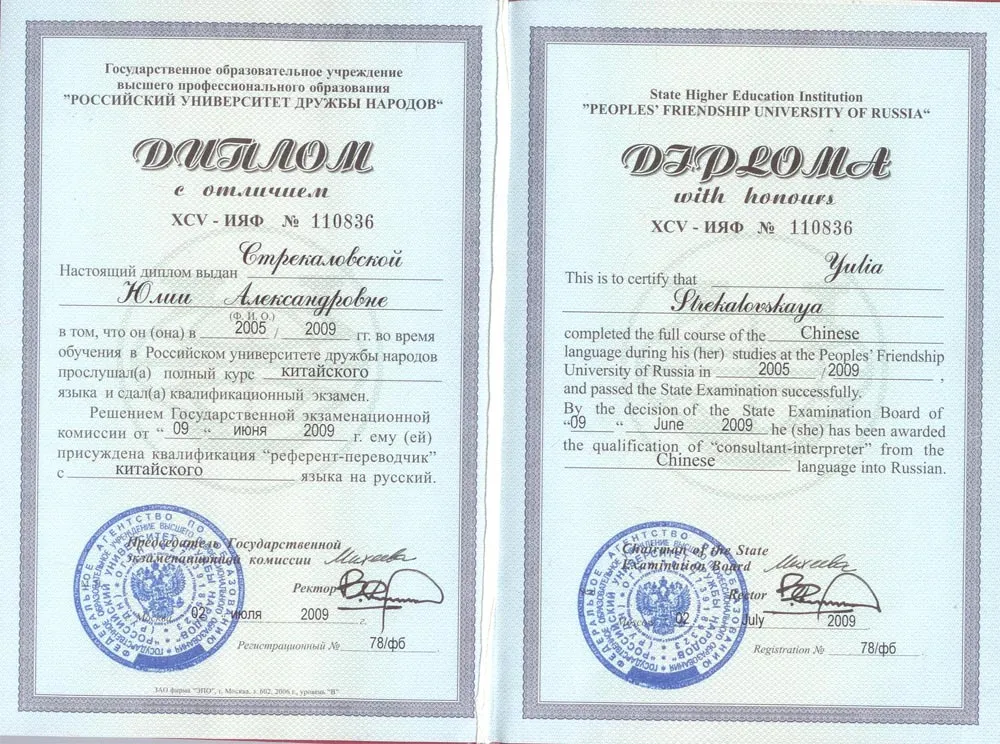 Государственное образовательное учреждение
высшего профессионального образования
”РОССИЙСКИЙ УНИВЕРСИТЕТ ДРУЖБЫ НАРОДОВ“
ДИПЛОМ
с отличием
XCV - ИЯФ № 110836
Настоящий диплом выдан Стрекаловской
Юлии Александровне
(Ф. И. О.)
в том, что он (она) в 2005 / 2009 гг. во время
обучения в Российском университете дружбы народов
прослушал(а) полный курс китайского
языка и сдал(а) квалификационный экзамен.
Решением Государственной экзаменационной
комиссии от “ 09 “ июня 2009 г. ему (ей)
присуждена квалификация “референт-переводчик”
с китайского языка на русский.
Председатель Государственной
экзаменационной комиссии
Ректор
02 июля 2009 г.
Регистрационный № 78/фб
ЗАО фирма "ЭПО", г. Москва, з. 602, 2006 г., уровень "В"
State Higher Education Institution
”PEOPLES’ FRIENDSHIP UNIVERSITY OF RUSSIA“
DIPLOMA
with honours
XCV - ИЯФ № 110836
This is to certify that Yulia
Strekalovskaya
completed the full course of the Chinese
language during his (her) studies at the Peoples’ Friendship
University of Russia in 2005 / 2009 ,
and passed the State Examination successfully.
By the decision of the State Examination Board of
“09 “ June 2009 he (she) has been awarded
the qualification of “consultant-interpreter” from the
Chinese language into Russian.
Chairman of the State
Examination Board
Rector
02 July 2009
Registration № 78/фб